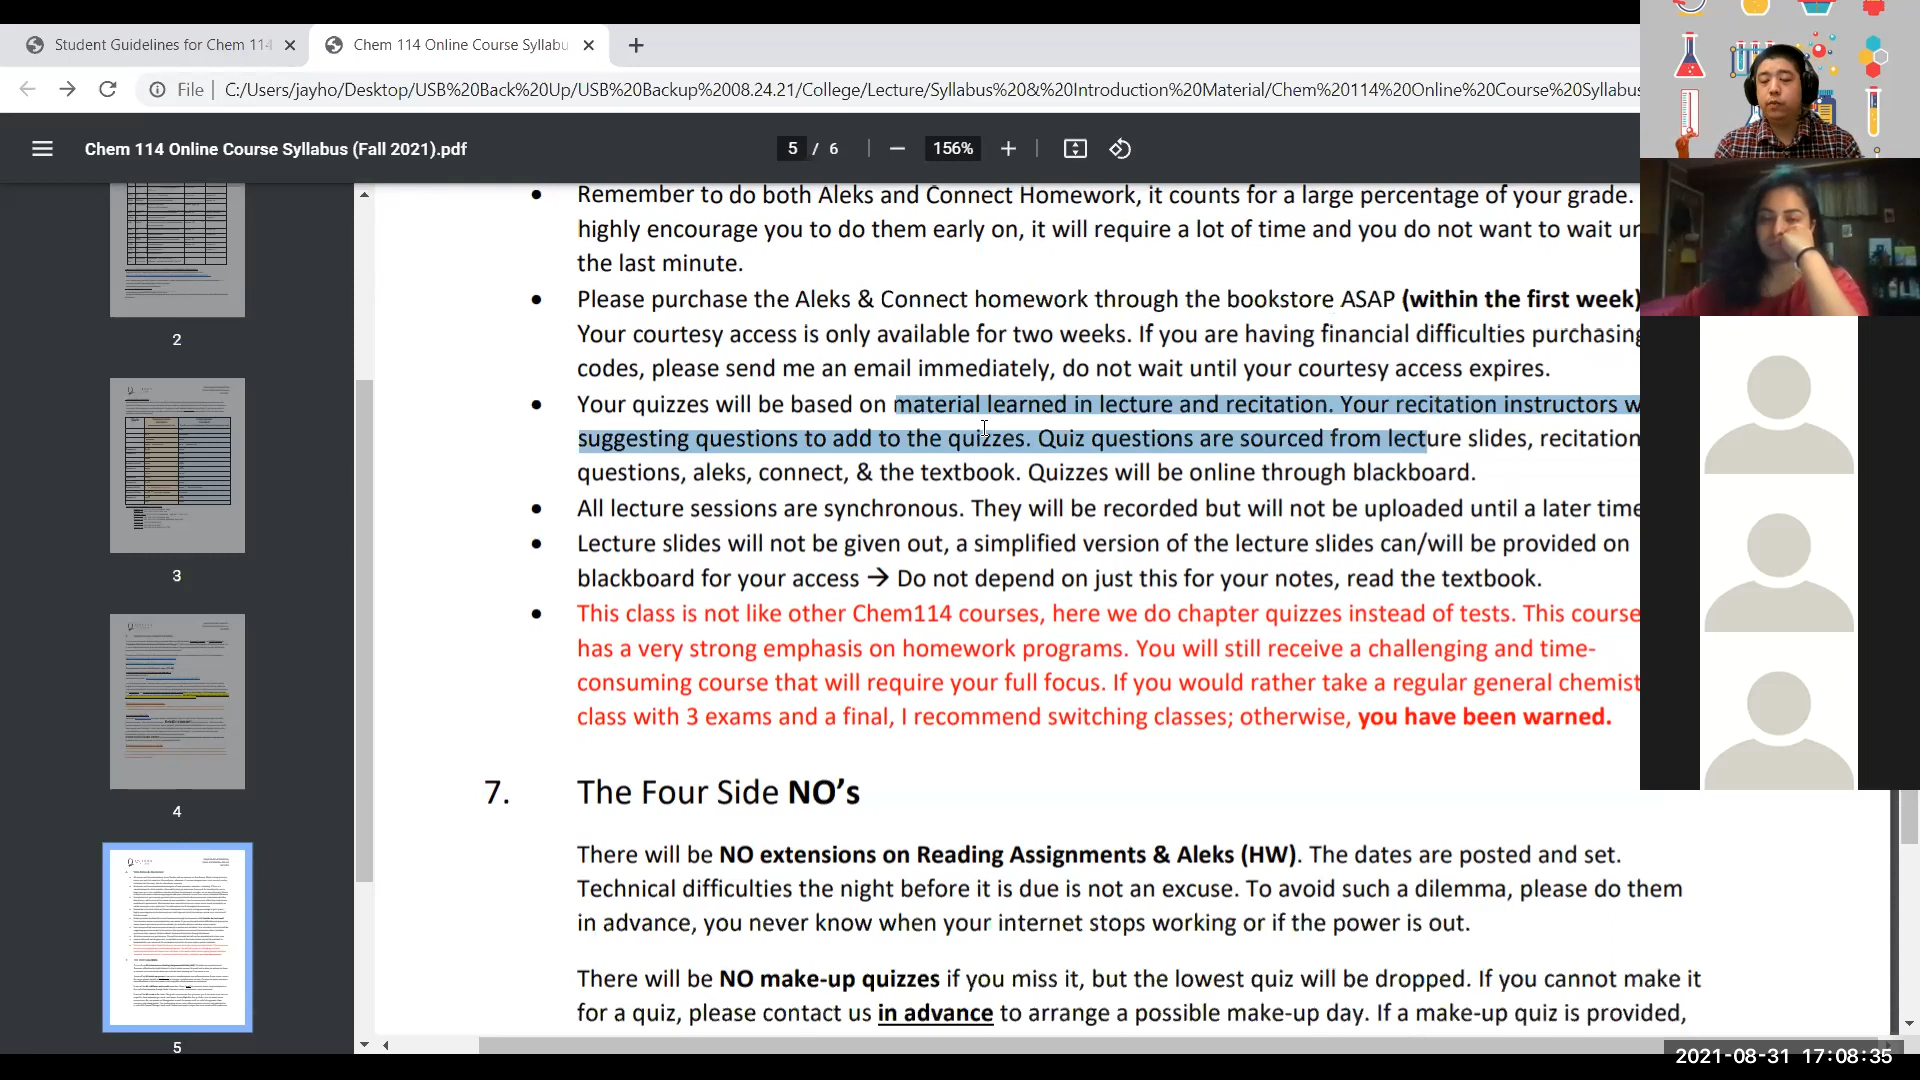 Student Guidelines for Chem 114
Chem 114 Online Course Syllabu
File
C:/Users/jayho/Desktop/USB%20Back%20Up/USB%20Backup%2008.24.21/College/Lecture/Syllabus%20&%20Introduction%20Material/Chem%20114%20Online%20Course%20Syllabus
Chem 114 Online Course Syllabus (Fall 2021).pdf
5 / 6
156%
2
3
4
5
• Remember to do both Aleks and Connect Homework, it counts for a large percentage of your grade.
highly encourage you to do them early on, it will require a lot of time and you do not want to wait un
the last minute.
• Please purchase the Aleks & Connect homework through the bookstore ASAP (within the first week)
Your courtesy access is only available for two weeks. If you are having financial difficulties purchasing
codes, please send me an email immediately, do not wait until your courtesy access expires.
• Your quizzes will be based on material learned in lecture and recitation. Your recitation instructors w
suggesting questions to add to the quizzes. Quiz questions are sourced from lecture slides, recitation
questions, aleks, connect, & the textbook. Quizzes will be online through blackboard.
• All lecture sessions are synchronous. They will be recorded but will not be uploaded until a later time
• Lecture slides will not be given out, a simplified version of the lecture slides can/will be provided on
blackboard for your access → Do not depend on just this for your notes, read the textbook.
• This class is not like other Chem114 courses, here we do chapter quizzes instead of tests. This course
has a very strong emphasis on homework programs. You will still receive a challenging and time-
consuming course that will require your full focus. If you would rather take a regular general chemist
class with 3 exams and a final, I recommend switching classes; otherwise, you have been warned.
7. The Four Side NO's
There will be NO extensions on Reading Assignments & Aleks (HW). The dates are posted and set.
Technical difficulties the night before it is due is not an excuse. To avoid such a dilemma, please do them
in advance, you never know when your internet stops working or if the power is out.
There will be NO make-up quizzes if you miss it, but the lowest quiz will be dropped. If you cannot make it
for a quiz, please contact us in advance to arrange a possible make-up day. If a make-up quiz is provided,
2021-08-31 17:08:35